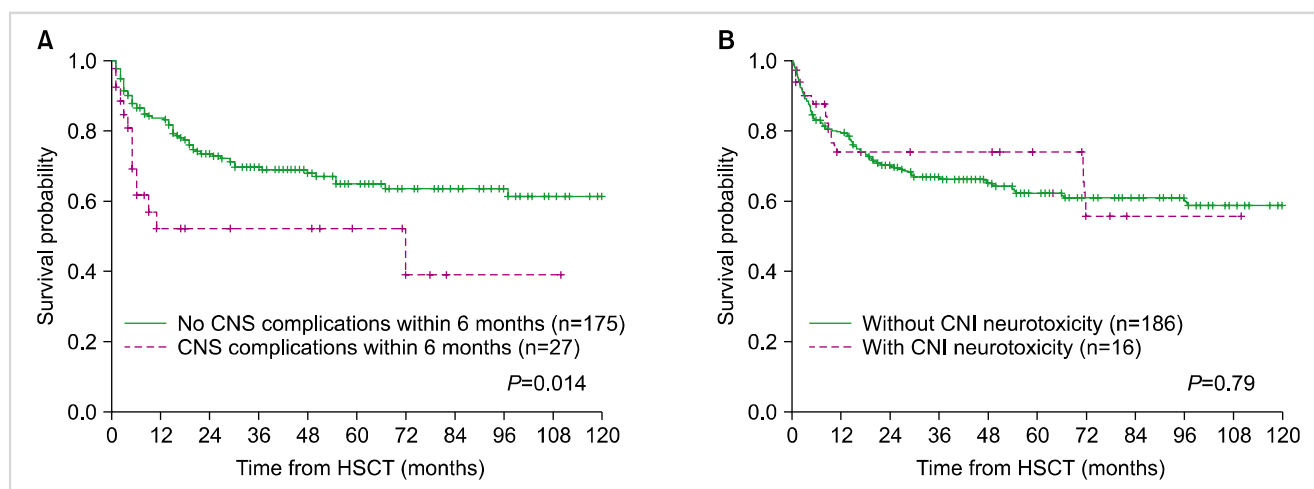 A
Survival probability
1.0
0.8
0.6
0.4
0.2
0.0
No CNS complications within 6 months (n=175)
CNS complications within 6 months (n=27)
P=0.014
0 12 24 36 48 60 72 84 96 108 120
Time from HSCT (months)
B
Survival probability
1.0
0.8
0.6
0.4
0.2
0.0
Without CNI neurotoxicity (n=186)
With CNI neurotoxicity (n=16)
P=0.79
0 12 24 36 48 60 72 84 96 108 120
Time from HSCT (months)